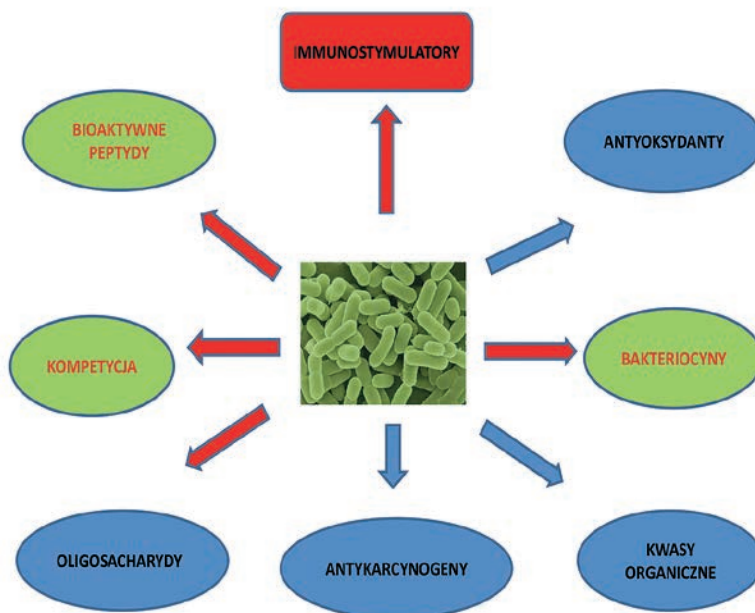 IMMUNOSTYMULATORY
BIOAKTYWNE
PEPTYDY
ANTYOKSYDANTY
KOMPETYCJA
BAKTERIOCYNY
OLIGOSACHARYDY
ANTYKARCYNOGENY
KWASY
ORGANICZNE